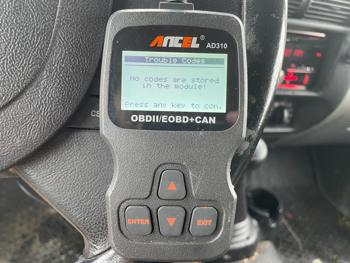 ANCEL
AD310
Trouble Codes
No codes are stored
in the module!
Press any key to con.
OBDII/EOBD+CAN
ENTER
EXIT